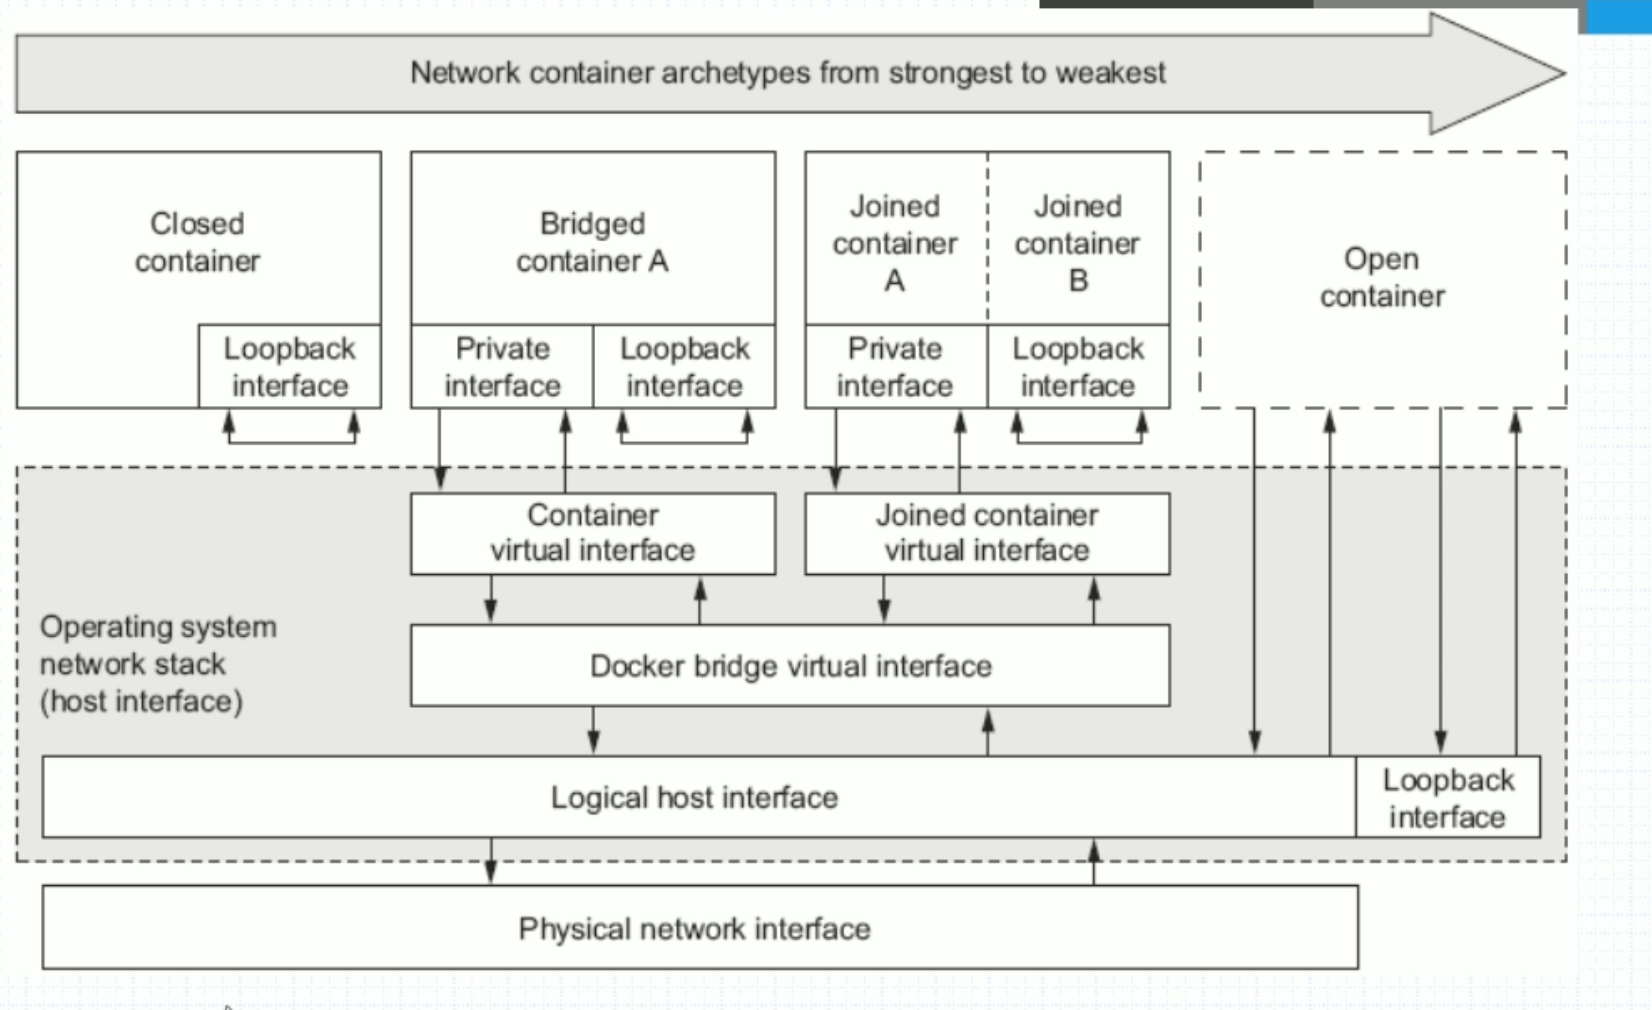 Network container archetypes from strongest to weakest
Closed
container
Loopback
interface
Bridged
container A
Private
interface
Loopback
interface
Joined
container
A
Joined
container
B
Private
interface
Loopback
interface
Open
container
Container
virtual interface
Joined container
virtual interface
Operating system
network stack
(host interface)
Docker bridge virtual interface
Logical host interface
Loopback
interface
Physical network interface